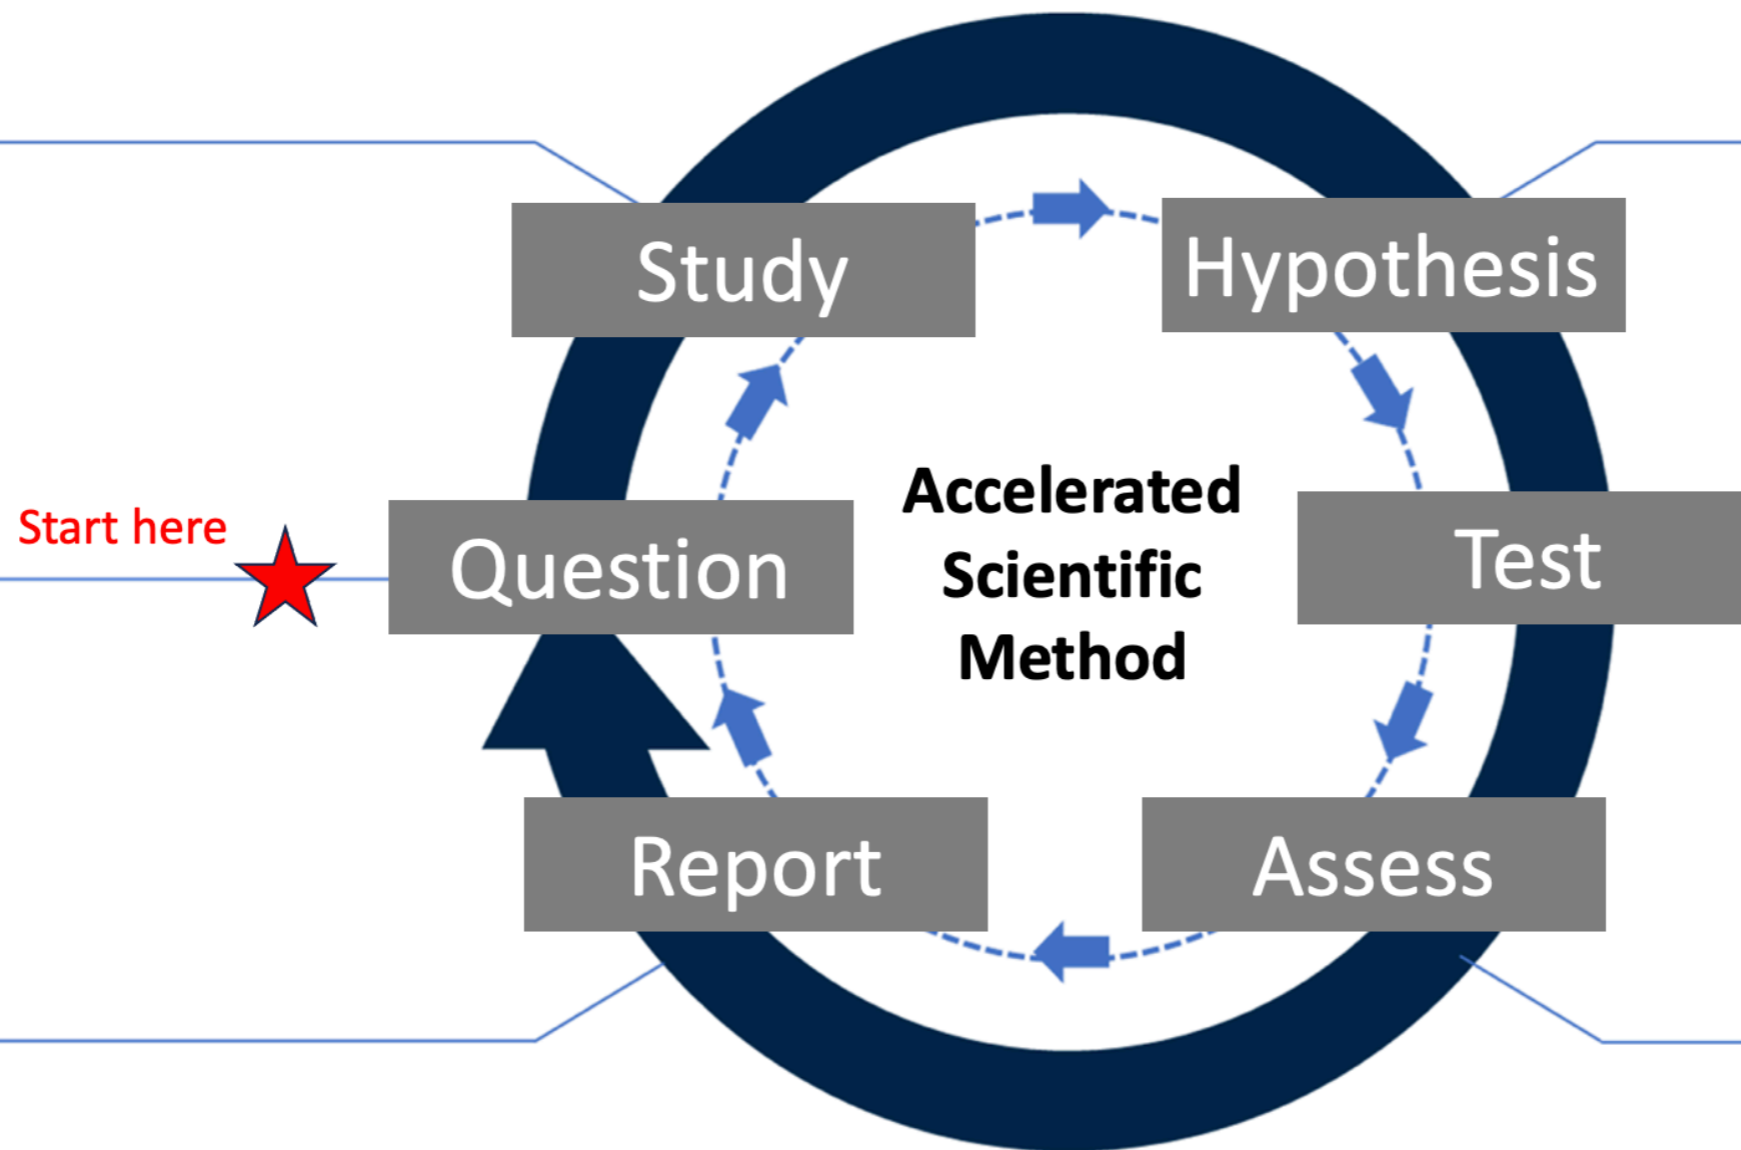 Study
Hypothesis
Start here
Question
Accelerated
Scientific
Method
Test
Report
Assess